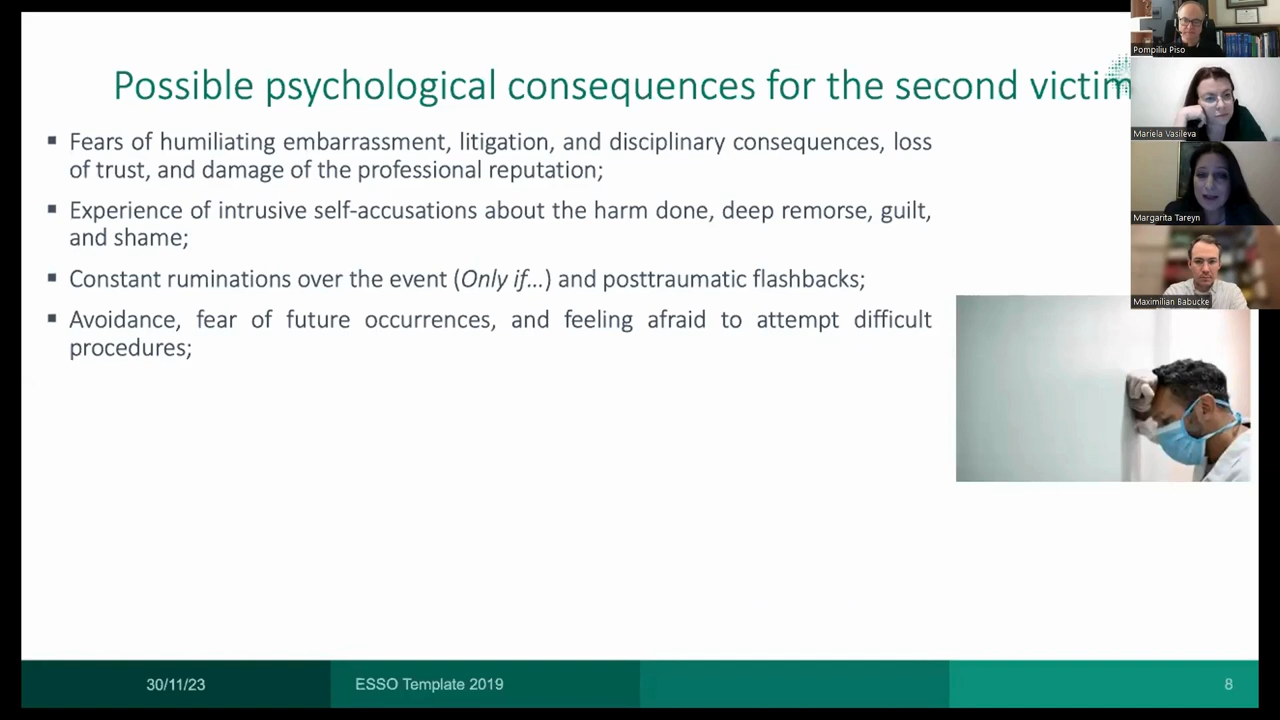 Possible psychological consequences for the second victim
▪ Fears of humiliating embarrassment, litigation, and disciplinary consequences, loss
of trust, and damage of the professional reputation;
▪ Experience of intrusive self-accusations about the harm done, deep remorse, guilt,
and shame;
▪ Constant ruminations over the event (Only if...) and posttraumatic flashbacks;
▪ Avoidance, fear of future occurrences, and feeling afraid to attempt difficult
procedures;
Pompiliu Piso
Mariela Vasileva
Margarita Tareyn
Maximilian Babucke
30/11/23
ESSO Template 2019
8